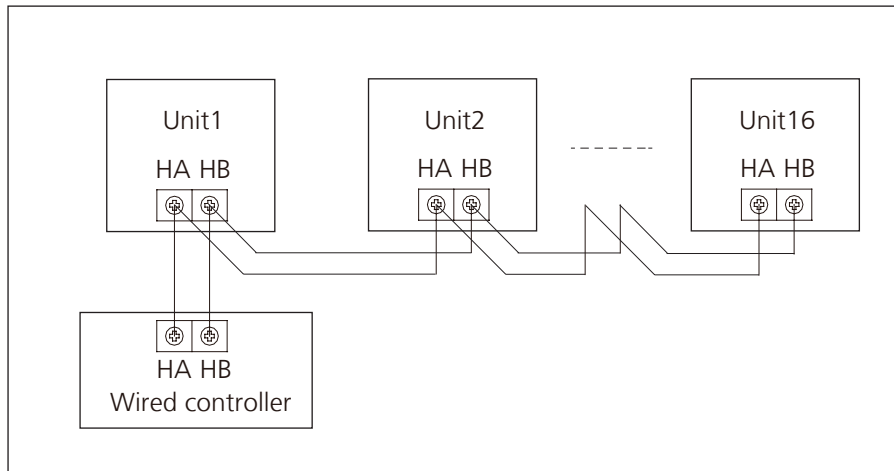 Unit1
HA HB
Unit2
HA HB
Unit16
HA HB
HA HB
Wired controller